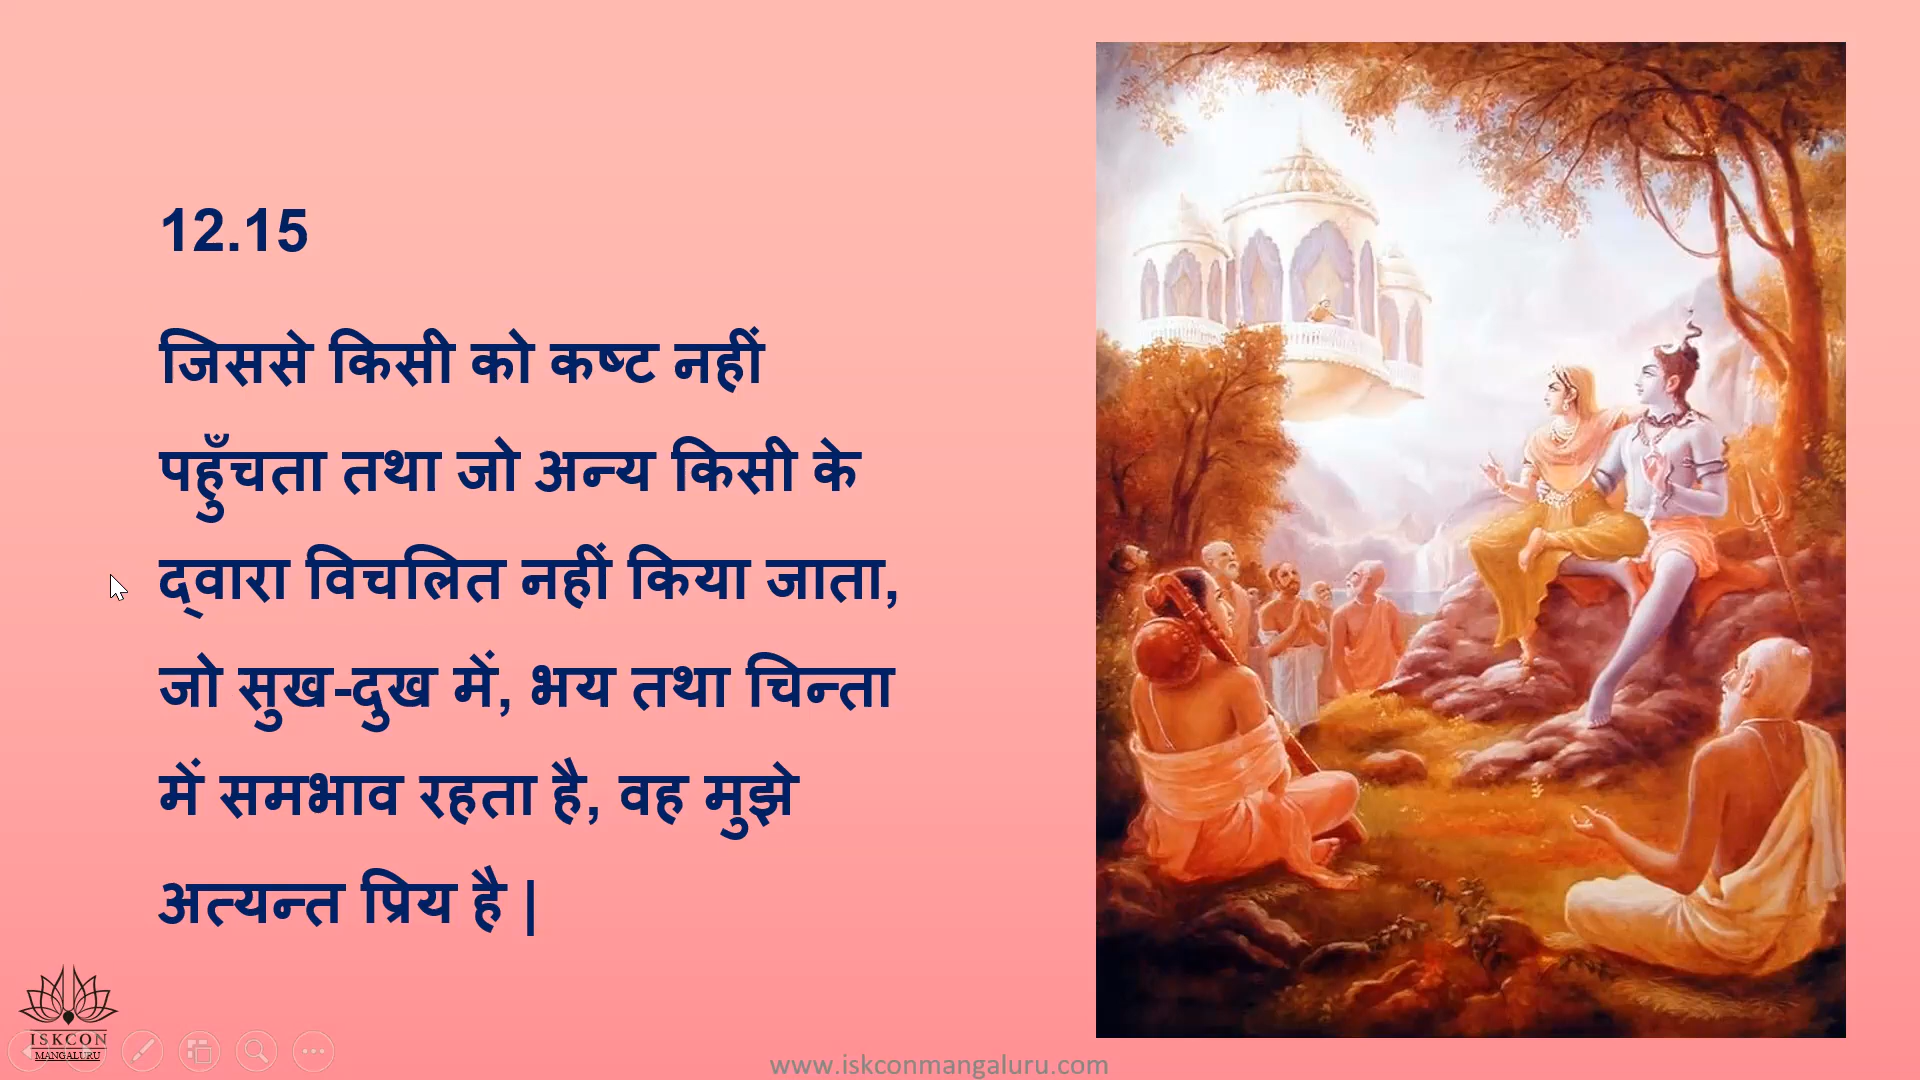 12.15
जिससे किसी को कष्ट नहीं
पहुँचता तथा जो अन्य किसी के
द्वारा विचलित नहीं किया जाता,
जो सुख-दुख में, भय तथा चिन्ता
में समभाव रहता है, वह मुझे
अत्यन्त प्रिय है |
ISKCON
MANGALURU
www.iskconmangaluru.com